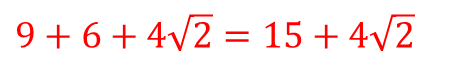 9 + 6 + 4√2 = 15 + 4√2